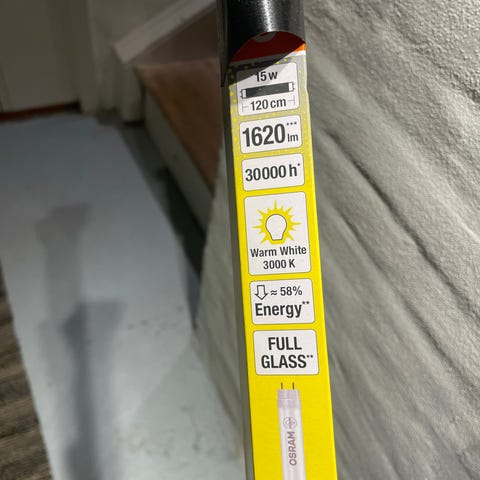 15 w
120 cm
1620*** lm
30000 h*
Warm White
3000 K
≈ 58%
Energy**
FULL
GLASS**
OSRAM